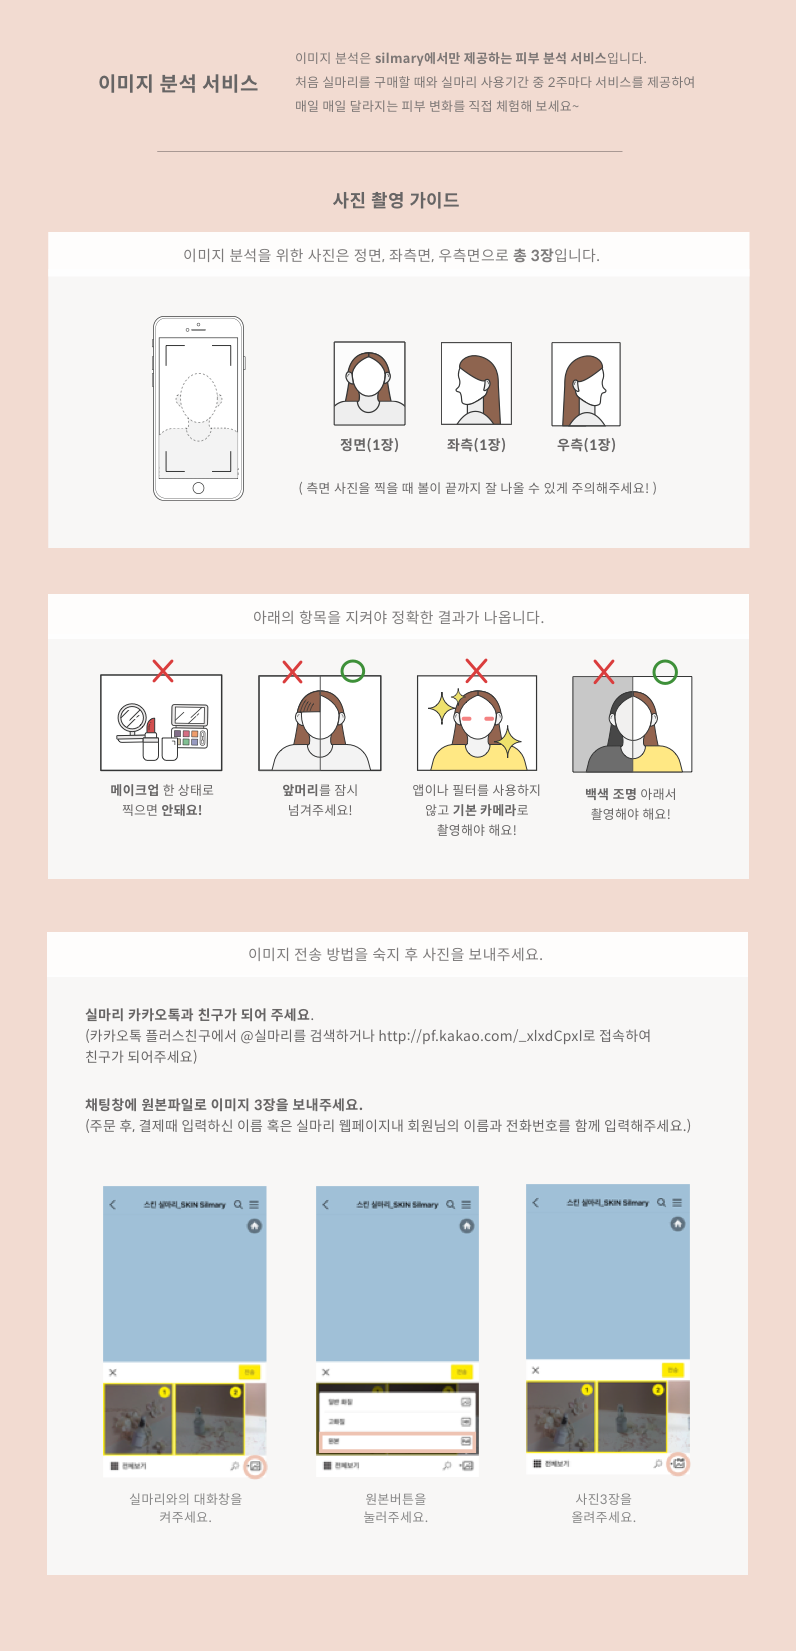 이미지 분석 서비스
이미지 분석은 silmary에서만 제공하는 피부 분석 서비스입니다.
처음 실마리를 구매할 때와 실마리 사용기간 중 2주마다 서비스를 제공하여
매일 매일 달라지는 피부 변화를 직접 체험해 보세요~
사진 촬영 가이드
이미지 분석을 위한 사진은 정면, 좌측면, 우측면으로 총 3장입니다.
정면(1장)
좌측(1장)
우측(1장)
( 측면 사진을 찍을 때 볼이 끝까지 잘 나올 수 있게 주의해주세요! )
아래의 항목을 지켜야 정확한 결과가 나옵니다.
메이크업 한 상태로
찍으면 안돼요!
앞머리를 잠시
넘겨주세요!
앱이나 필터를 사용하지
않고 기본 카메라로
촬영해야 해요!
백색 조명 아래서
촬영해야 해요!
이미지 전송 방법을 숙지 후 사진을 보내주세요.
실마리 카카오톡과 친구가 되어 주세요.
(카카오톡 플러스친구에서 @실마리를 검색하거나 http://pf.kakao.com/_xlxdCpxl로 접속하여
친구가 되어주세요)
채팅창에 원본파일로 이미지 3장을 보내주세요.
(주문 후, 결제때 입력하신 이름 혹은 실마리 웹페이지내 회원님의 이름과 전화번호를 함께 입력해주세요.)
스킨 실마리_SKIN Silmary
전송
1
2
전체보기
실마리와의 대화창을
켜주세요.
스킨 실마리_SKIN Silmary
전송
일반 화질
고화질
원본
전체보기
원본버튼을
눌러주세요.
스킨 실마리_SKIN Silmary
전송
1
2
전체보기
사진3장을
올려주세요.